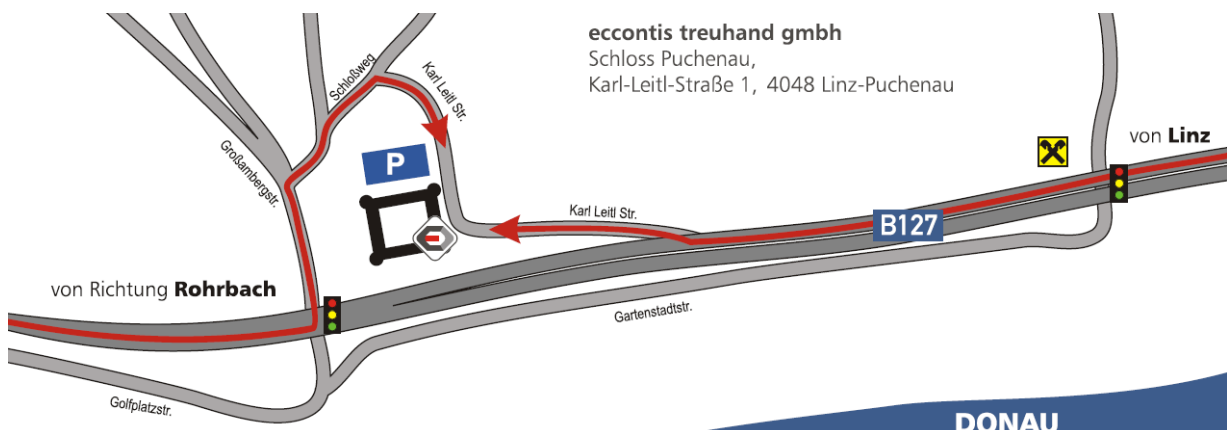 eccontis treuhand gmbh
Schloss Puchenau,
Karl-Leitl-Straße 1, 4048 Linz-Puchenau
Schloßweg
Karl Leitl Str.
Großambergstr.
P
von Linz
Karl Leitl Str.
B127
von Richtung Rohrbach
Gartenstadtstr.
Golfplatzstr.
DONAU